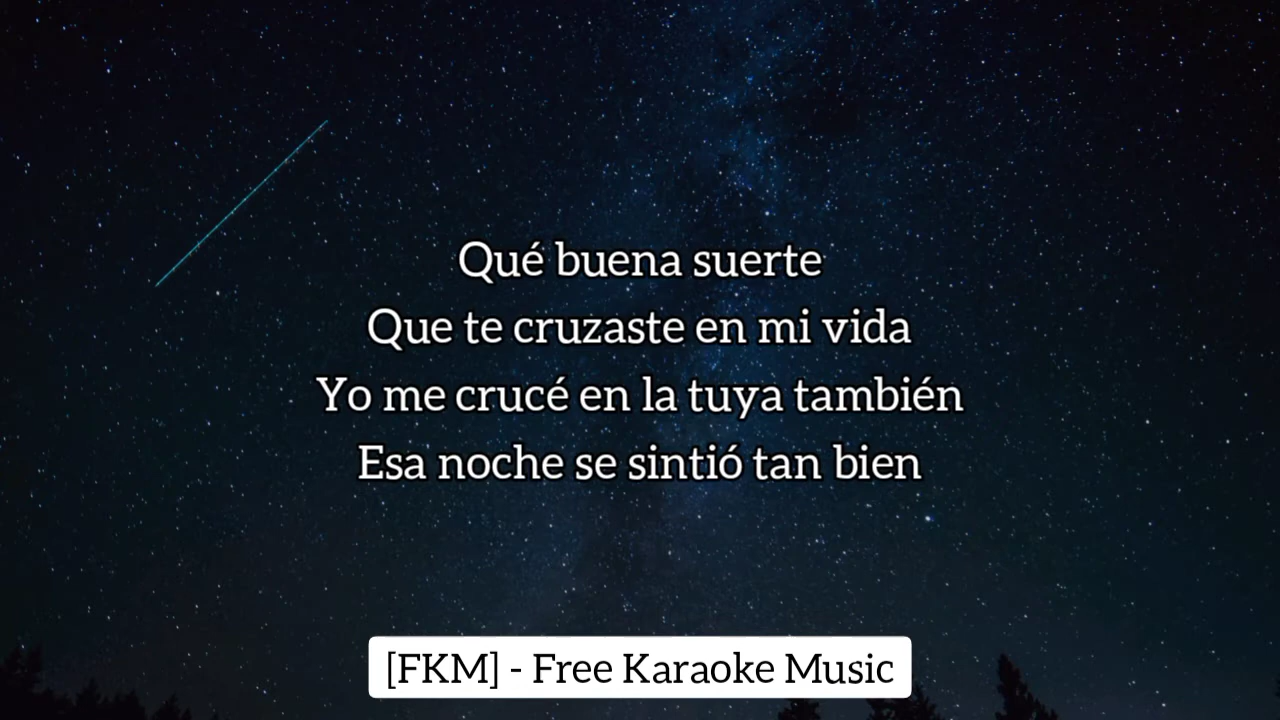 Qué buena suerte
Que te cruzaste en mi vida
Yo me crucé en la tuya también
Esa noche se sintió tan bien
[FKM] - Free Karaoke Music